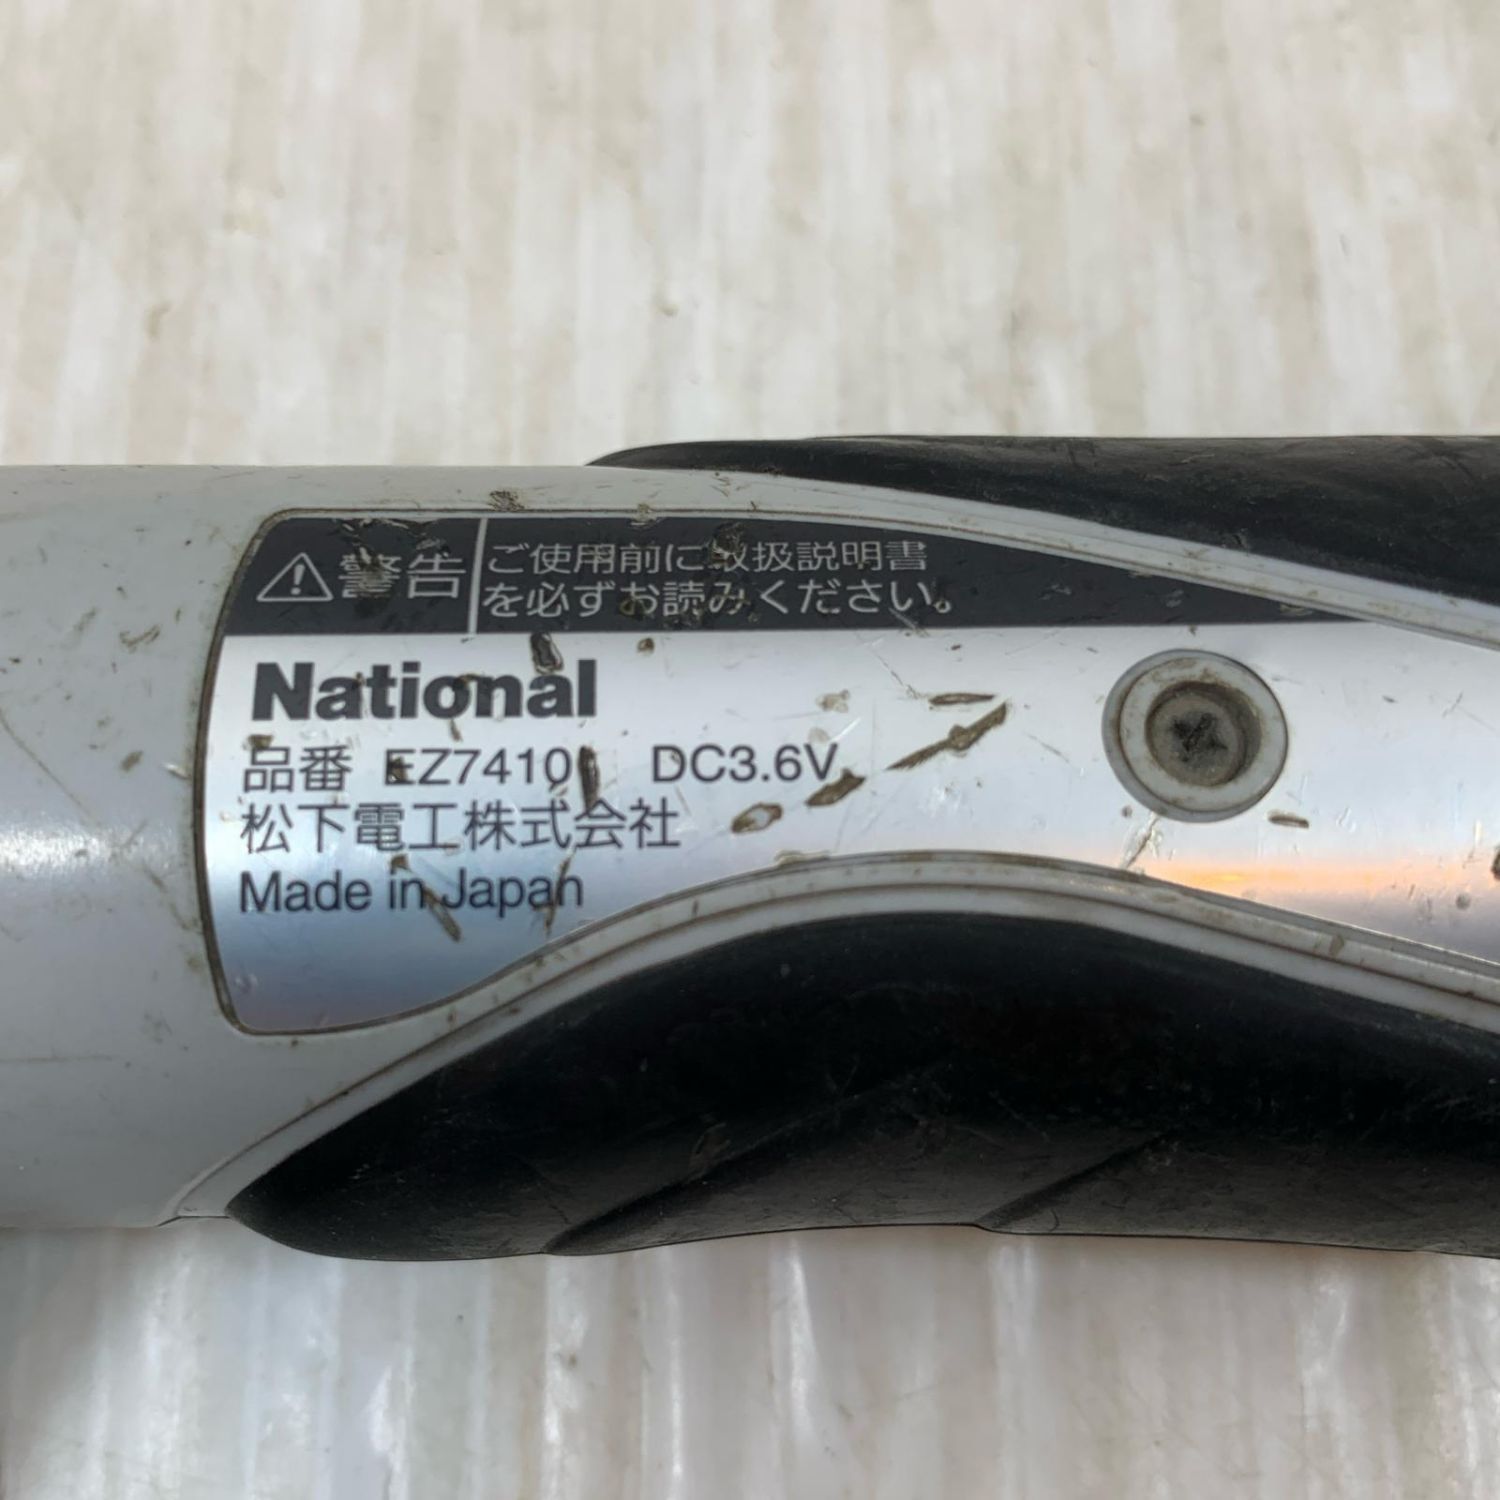 ⚠警告 ご使用前に取扱説明書
を必ずお読みください。
National
品番 EZ7410 DC3.6V
松下電工株式会社
Made in Japan